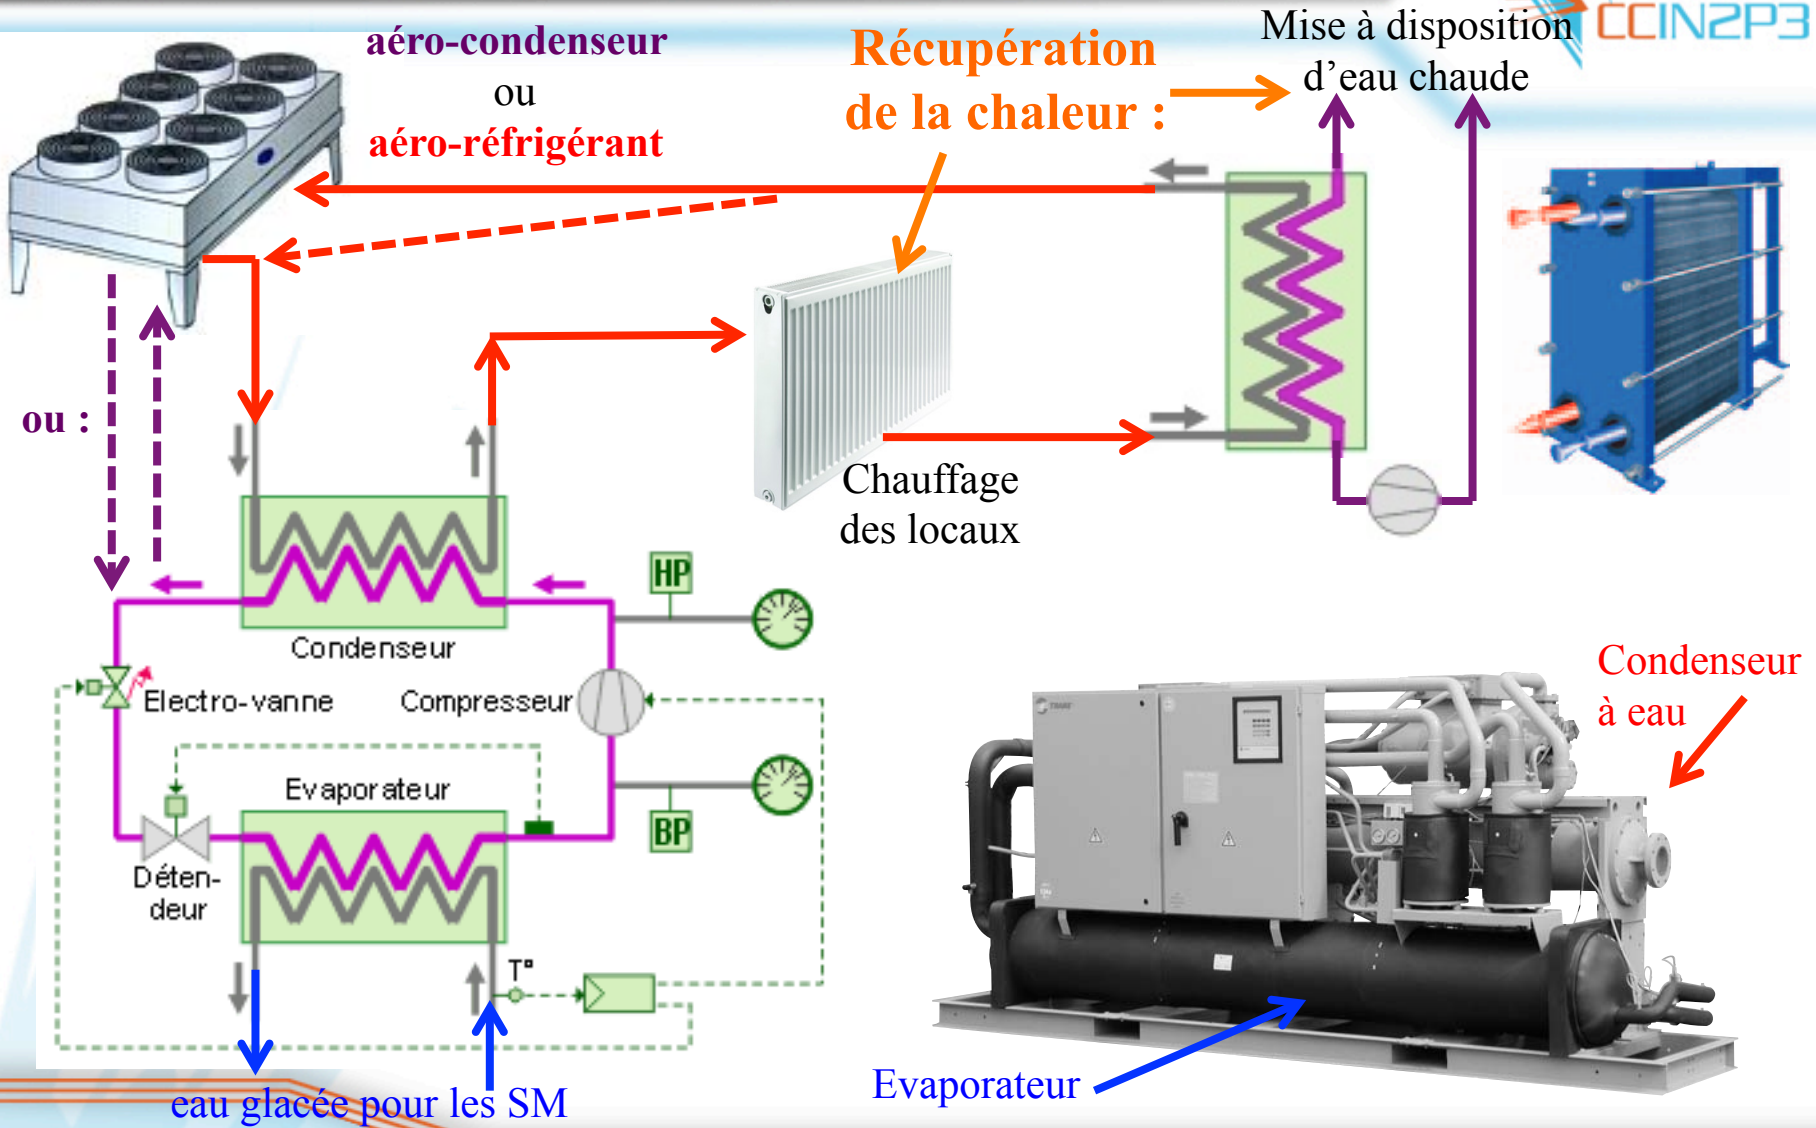 CCIN2P3
aéro-condenseur
ou
aéro-réfrigérant
Récupération
de la chaleur :
Mise à disposition
d’eau chaude
ou :
Chauffage
des locaux
HP
Condenseur
Electro-vanne
Compresseur
Evaporateur
BP
Déten-
deur
T°
eau glacée pour les SM
Condenseur
à eau
TRANE
Evaporateur